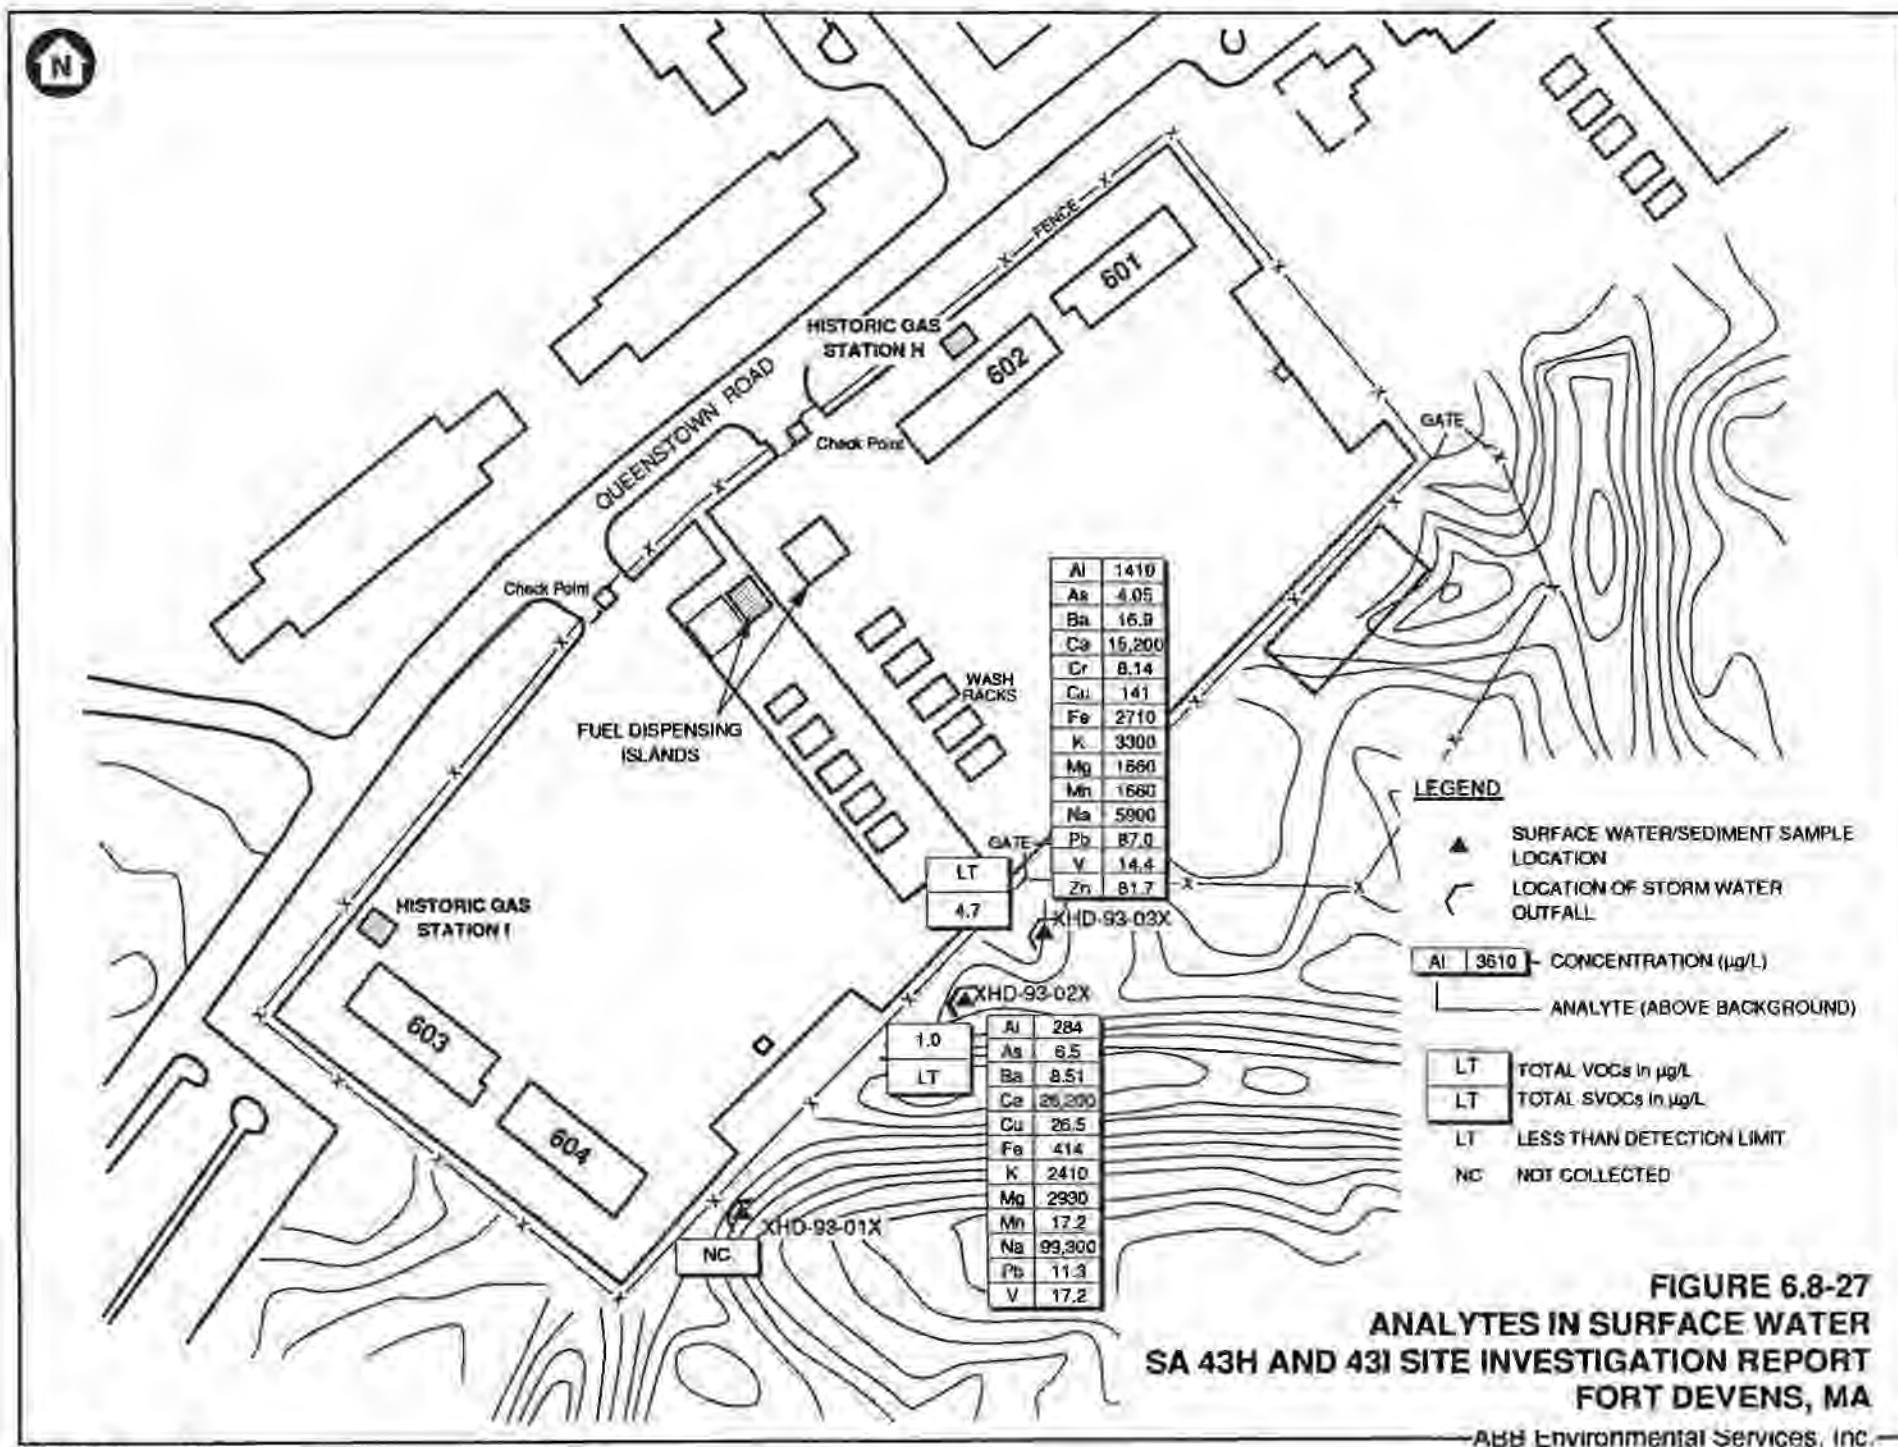 N
FENCE
601
HISTORIC GAS
STATION H
602
QUEENSTOWN ROAD
Check Point
GATE
Check Point
WASH
RACKS
FUEL DISPENSING
ISLANDS
Al 1410
As 4.05
Ba 16.9
Ca 15,200
Cr 8.14
Cu 141
Fe 2710
K 3300
Mg 1660
Mn 1660
Na 5900
Pb 87.0
V 14.4
Zn 81.7
GATE
LT
4.7
XHD-93-03X
HISTORIC GAS
STATION I
603
604
XHD-93-02X
1.0
LT
Al 284
As 6.5
Ba 8.51
Ca 26,200
Cu 26.5
Fe 414
K 2410
Mg 2930
Mn 17.2
Na 99,300
Pb 11.3
V 17.2
XHD-93-01X
NC
LEGEND
SURFACE WATER/SEDIMENT SAMPLE
LOCATION
LOCATION OF STORM WATER
OUTFALL
Al 3610 CONCENTRATION (µg/L)
ANALYTE (ABOVE BACKGROUND)
LT TOTAL VOCs in µg/L
LT TOTAL SVOCs in µg/L
LT LESS THAN DETECTION LIMIT
NC NOT COLLECTED
FIGURE 6.8-27
ANALYTES IN SURFACE WATER
SA 43H AND 43I SITE INVESTIGATION REPORT
FORT DEVENS, MA
ABB Environmental Services, Inc.